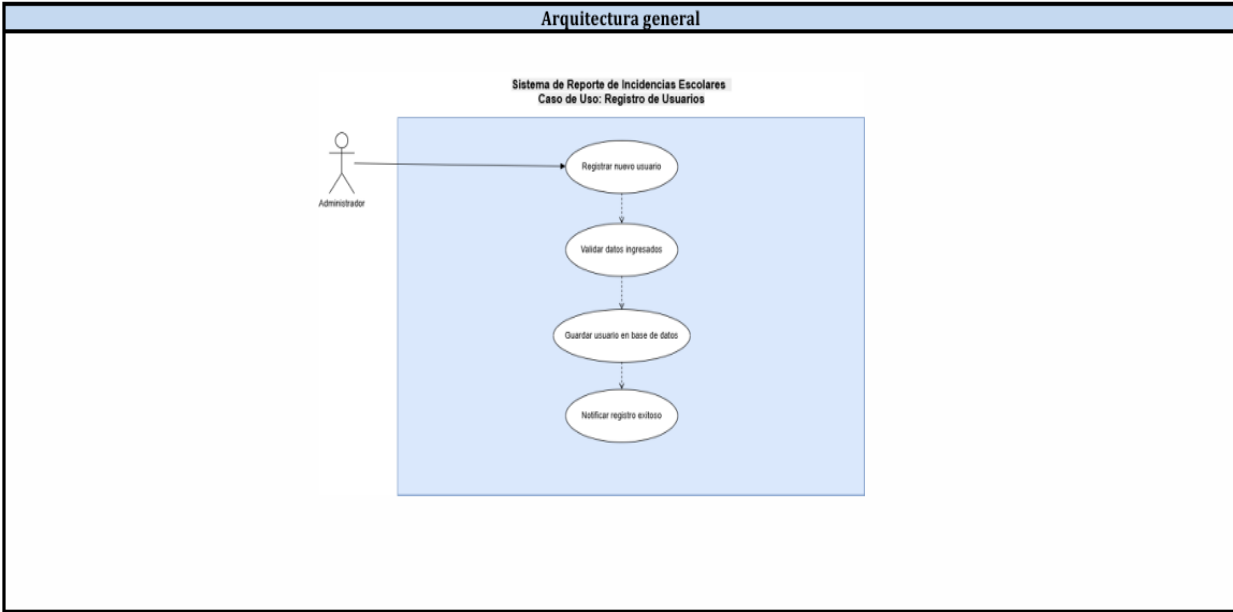 Arquitectura general
Sistema de Reporte de Incidencias Escolares
Caso de Uso: Registro de Usuarios
Registrar nuevo usuario
Administrador
Validar datos ingresados
Guardar usuario en base de datos
Notificar registro exitoso